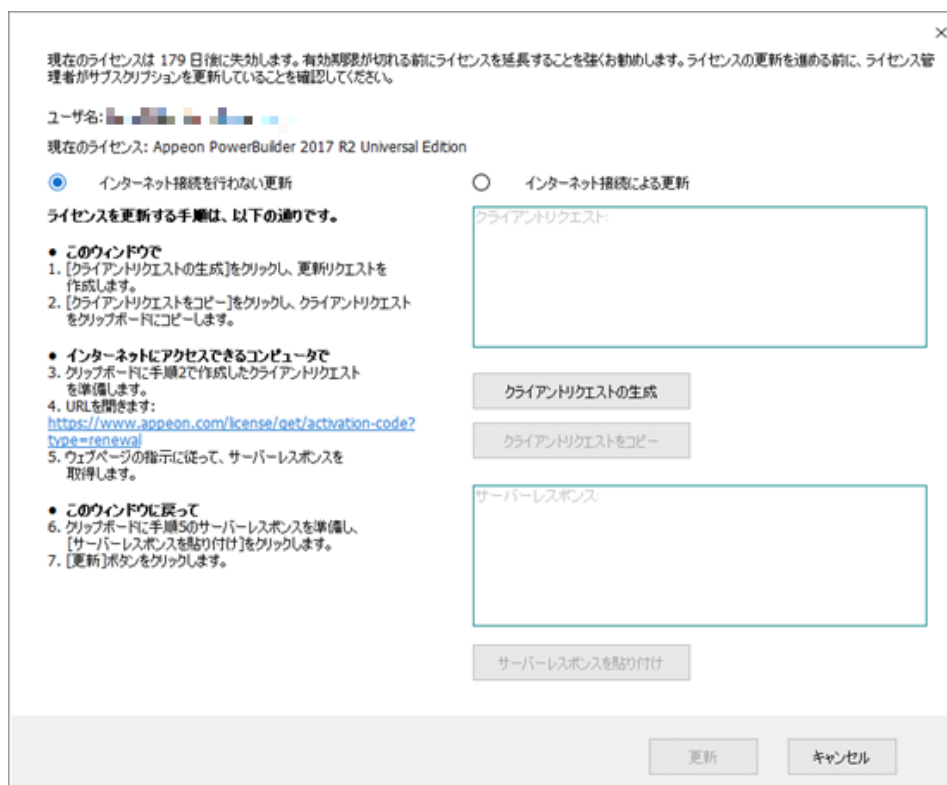 現在のライセンスは 179 日後に失効します。有効期限が切れる前にライセンスを延長することを強くお勧めします。ライセンスの更新を進める前に、ライセンス管
理者がサブスクリプションを更新していることを確認してください。
ユーザ名:
現在のライセンス: Appeon PowerBuilder 2017 R2 Universal Edition
インターネット接続を行わない更新
インターネット接続による更新
ライセンスを更新する手順は、以下の通りです。
• このウィンドウで
1. [クライアントリクエストの生成]をクリックし、更新リクエストを
作成します。
2. [クライアントリクエストをコピー]をクリックし、クライアントリクエスト
をクリップボードにコピーします。
• インターネットにアクセスできるコンピュータで
3. クリップボードに手順2で作成したクライアントリクエスト
を準備します。
4. URLを開きます:
https://www.appeon.com/license/get/activation-code?
type=renewal
5. ウェブページの指示に従って、サーバーレスポンスを
取得します。
• このウィンドウに戻って
6. クリップボードに手順5のサーバーレスポンスを準備し、
[サーバーレスポンスを貼り付け]をクリックします。
7. [更新]ボタンをクリックします。
クライアントリクエスト:
クライアントリクエストの生成
クライアントリクエストをコピー
サーバーレスポンス:
サーバーレスポンスを貼り付け
更新
キャンセル